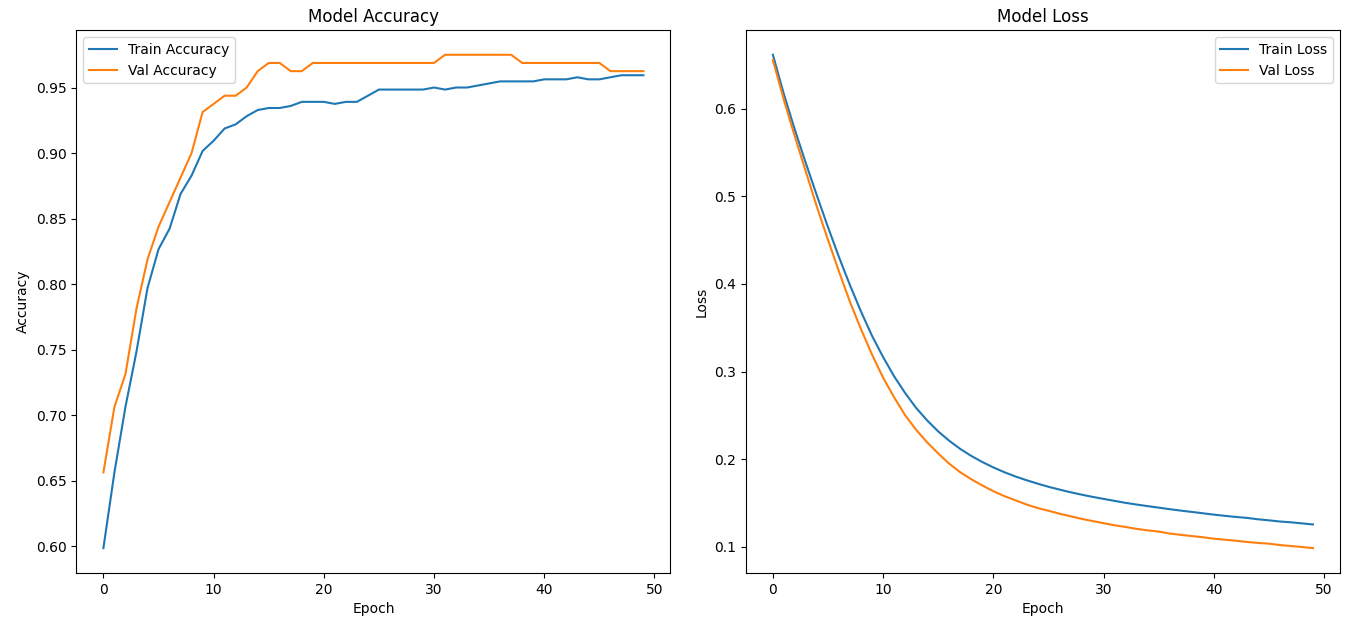 Model Accuracy
Train Accuracy
Val Accuracy
0.95
0.90
0.85
0.80
0.75
0.70
0.65
0.60
Accuracy
0 10 20 30 40 50
Epoch
Model Loss
Train Loss
Val Loss
0.6
0.5
0.4
0.3
0.2
0.1
Loss
0 10 20 30 40 50
Epoch